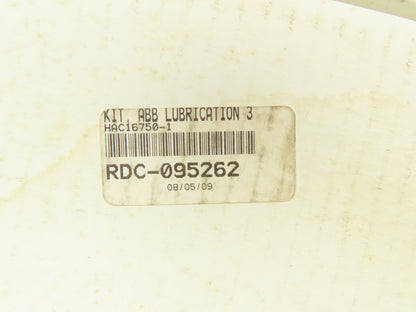 KIT, ABB LUBRICATION 3
HAC16750-1
RDC-095262
08/05/09